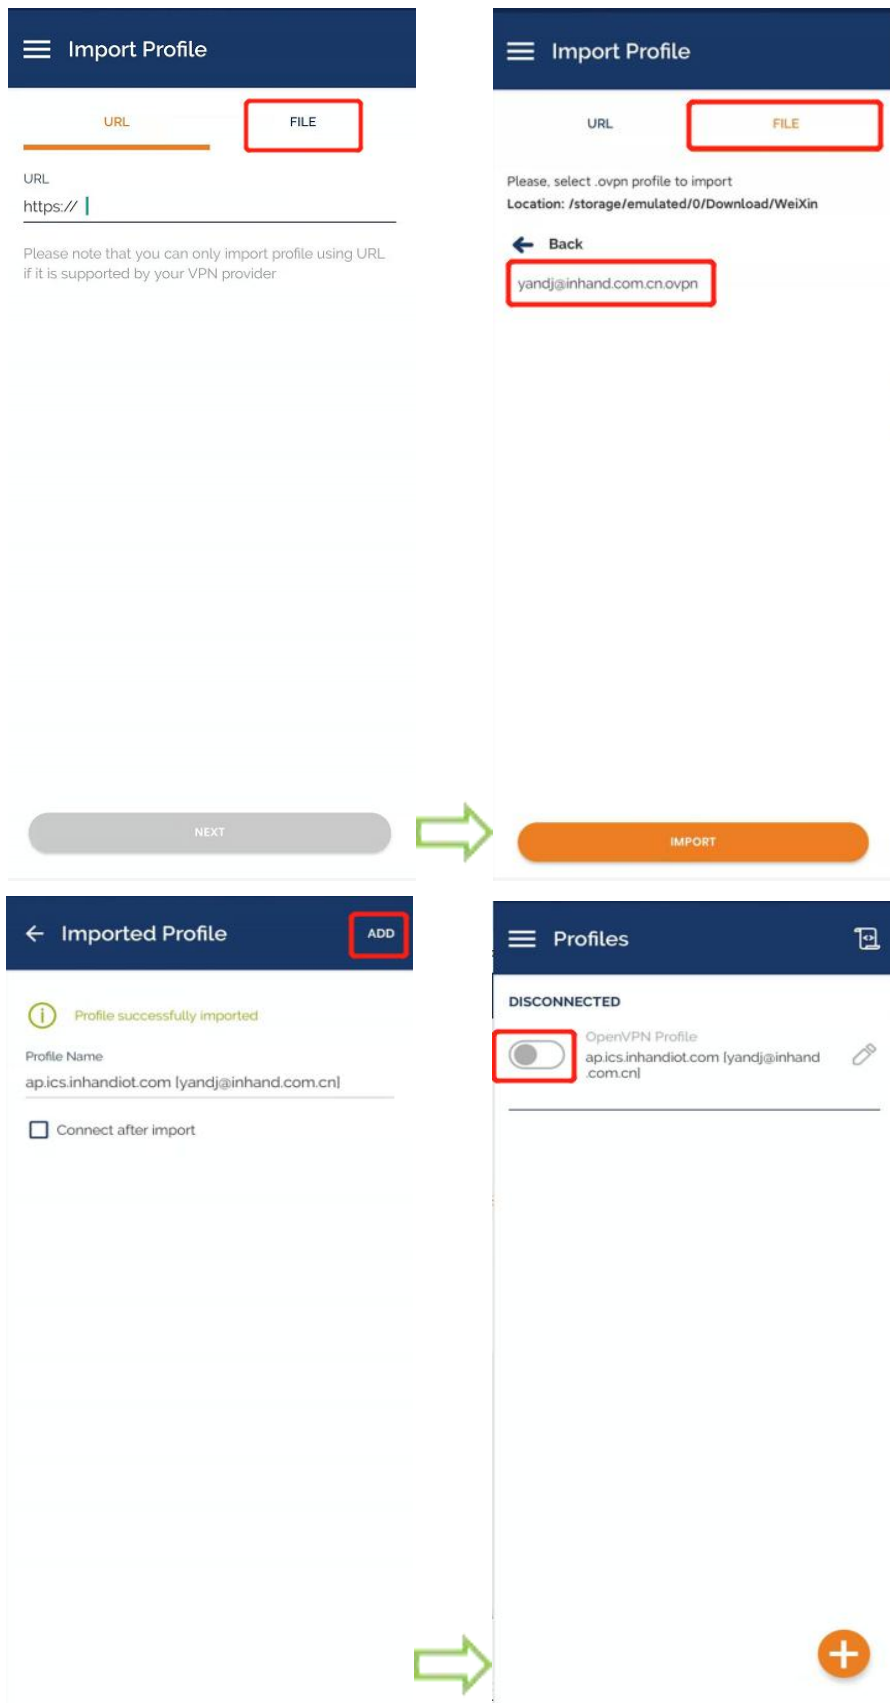 Import Profile
URL
FILE
URL
https://
Please note that you can only import profile using URL
if it is supported by your VPN provider
NEXT
Import Profile
URL
FILE
Please, select .ovpn profile to import
Location: /storage/emulated/0/Download/WeiXin
Back
yandj@inhand.com.cn.ovpn
IMPORT
Imported Profile
ADD
Profile successfully imported
Profile Name
ap.ics.inhandiot.com [yandj@inhand.com.cn]
Connect after import
Profiles
DISCONNECTED
OpenVPN Profile
ap.ics.inhandiot.com [yandj@inhand
.com.cn]